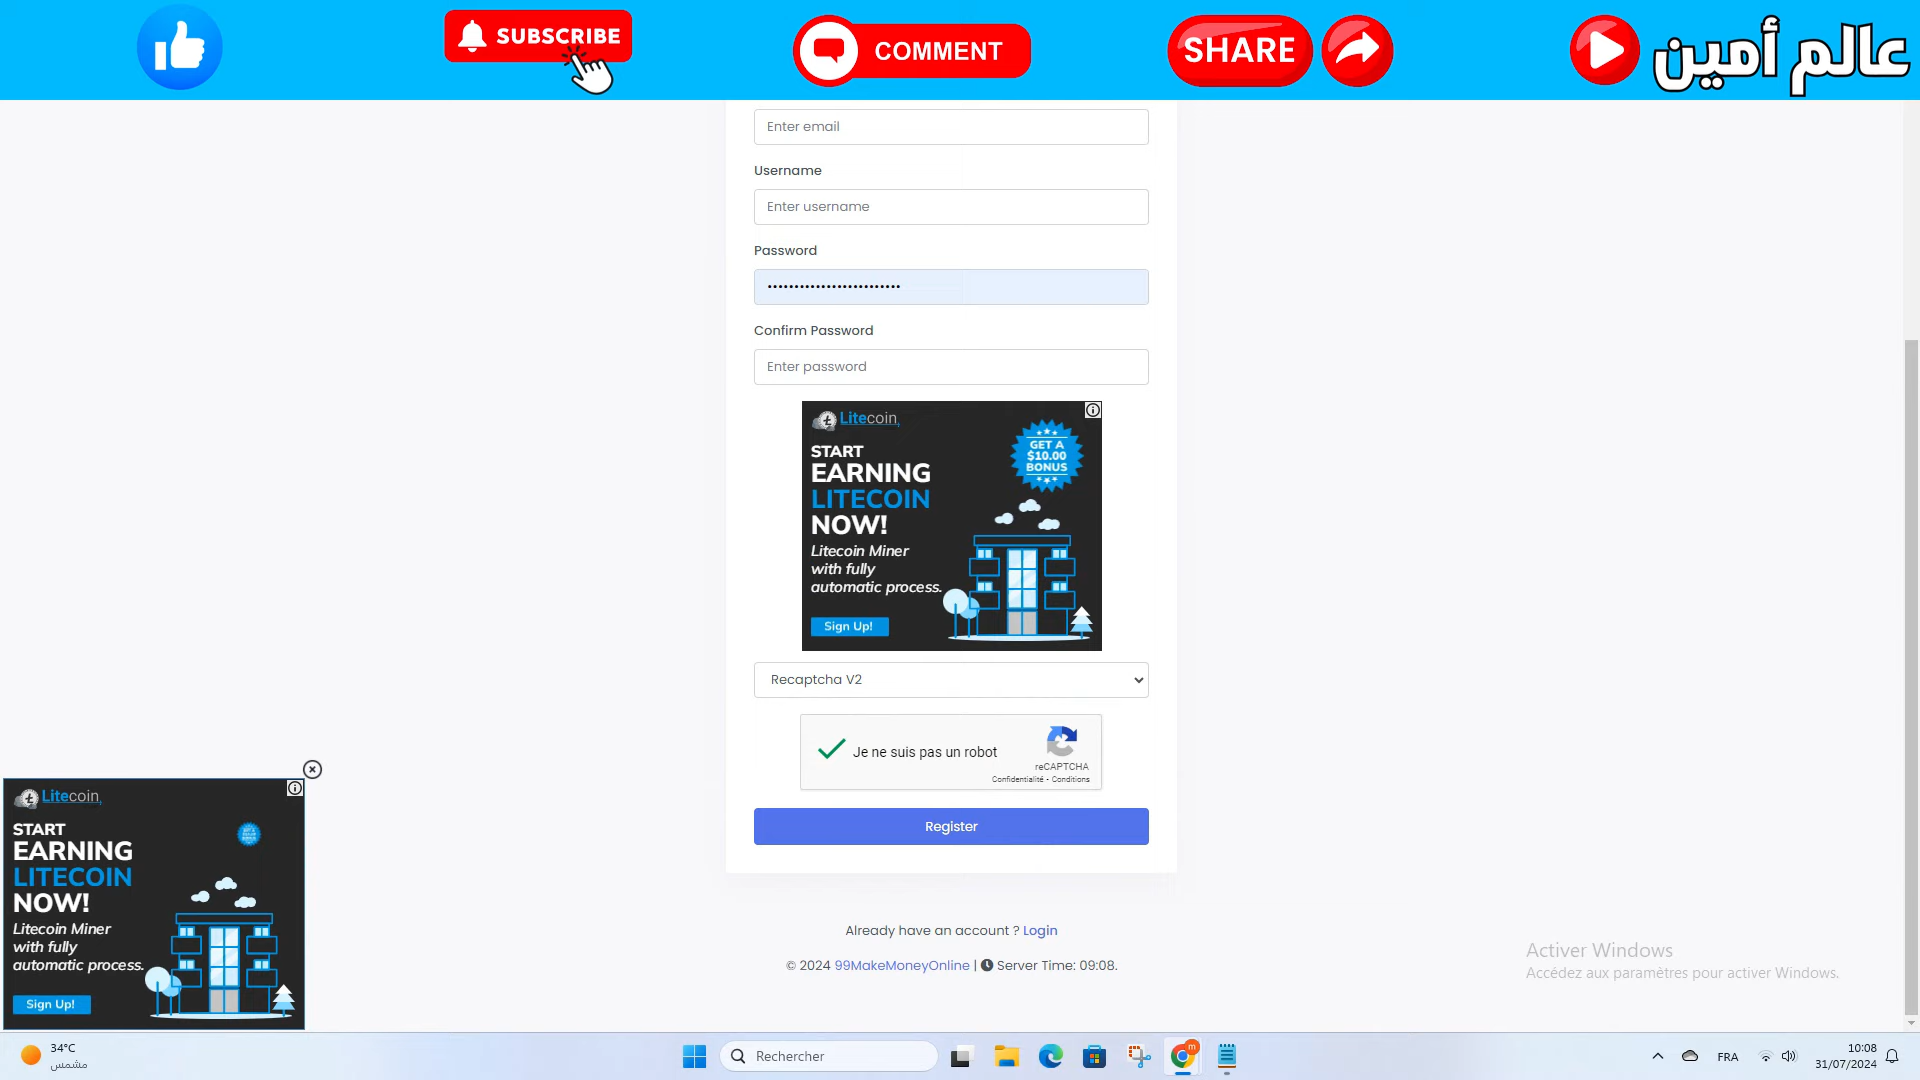 SUBSCRIBE
COMMENT
SHARE
عالم أمين
Enter email
Username
Enter username
Password
•••••••••••••••••••••••••
Confirm Password
Enter password
Litecoin
START
EARNING
LITECOIN
NOW!
Litecoin Miner
with fully
automatic process.
Sign Up!
GET A
$10.00
BONUS
Recaptcha V2
Je ne suis pas un robot
reCAPTCHA
Confidentialité - Conditions
Register
Litecoin
START
EARNING
LITECOIN
NOW!
Litecoin Miner
with fully
automatic process.
Sign Up!
Already have an account ? Login
© 2024 99MakeMoneyOnline | Server Time: 09:08.
Activer Windows
Accédez aux paramètres pour activer Windows.
34°C
مشمس
Rechercher
m
FRA
10:08
31/07/2024